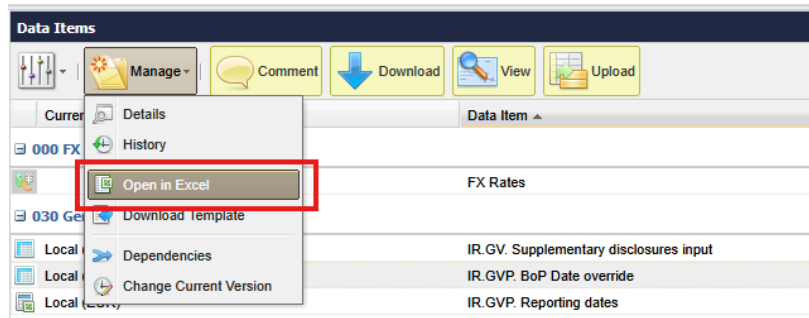 Data Items
Manage Comment Download View Upload
Curre Data Item
Details
History
000 FX
Open in Excel
FX Rates
030 Ge
Download Template
Local IR.GV. Supplementary disclosures input
Dependencies
Local IR.GVP. BoP Date override
Change Current Version
Local IR.GVP. Reporting dates